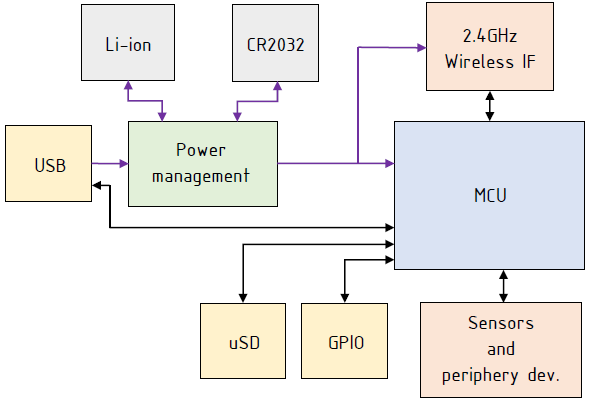 Li-ion
CR2032
2.4GHz
Wireless IF
USB
Power
management
MCU
uSD
GPIO
Sensors
and
periphery dev.